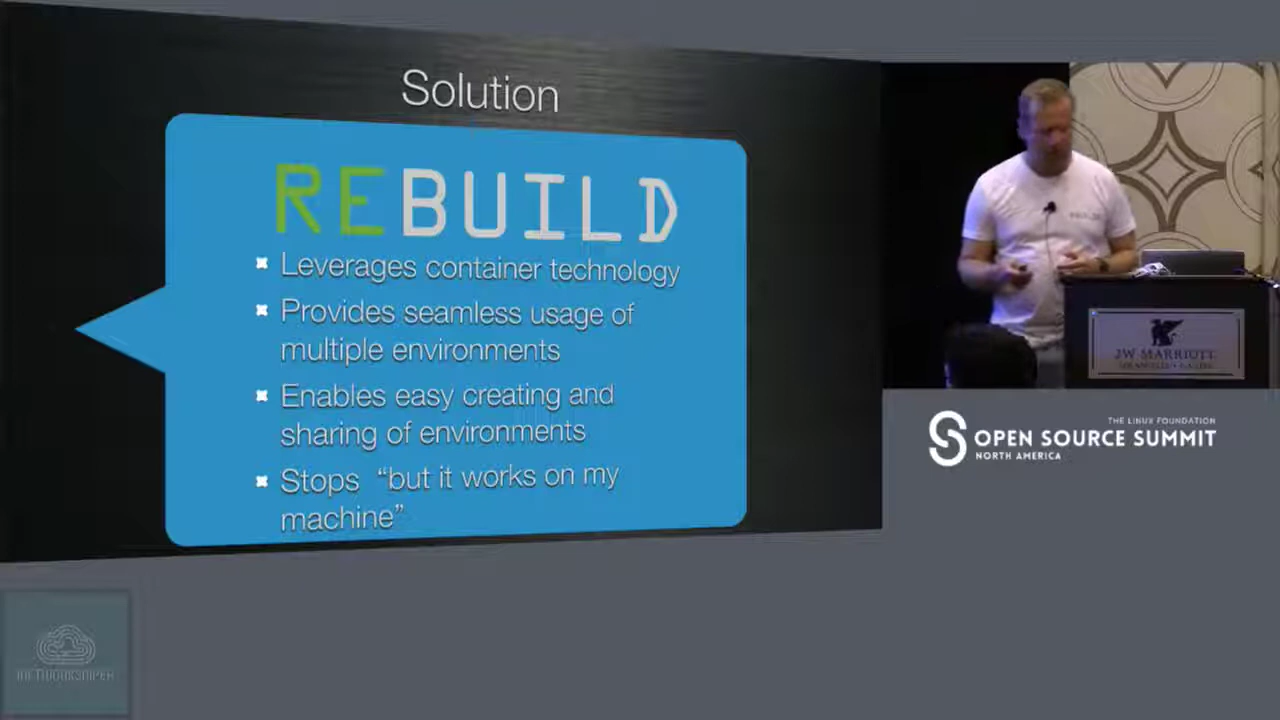 Solution
REBUILD
Leverages container technology
Provides seamless usage of
multiple environments
Enables easy creating and
sharing of environments
Stops “but it works on my
machine”
JW MARRIOTT
THE LINUX FOUNDATION
OPEN SOURCE SUMMIT
NORTH AMERICA